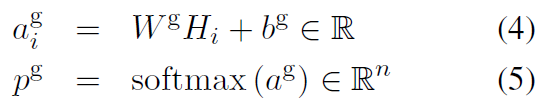 a_i^g = W^g H_i + b^g ∈ ℝ (4)
p^g = softmax (a^g) ∈ ℝ^n (5)